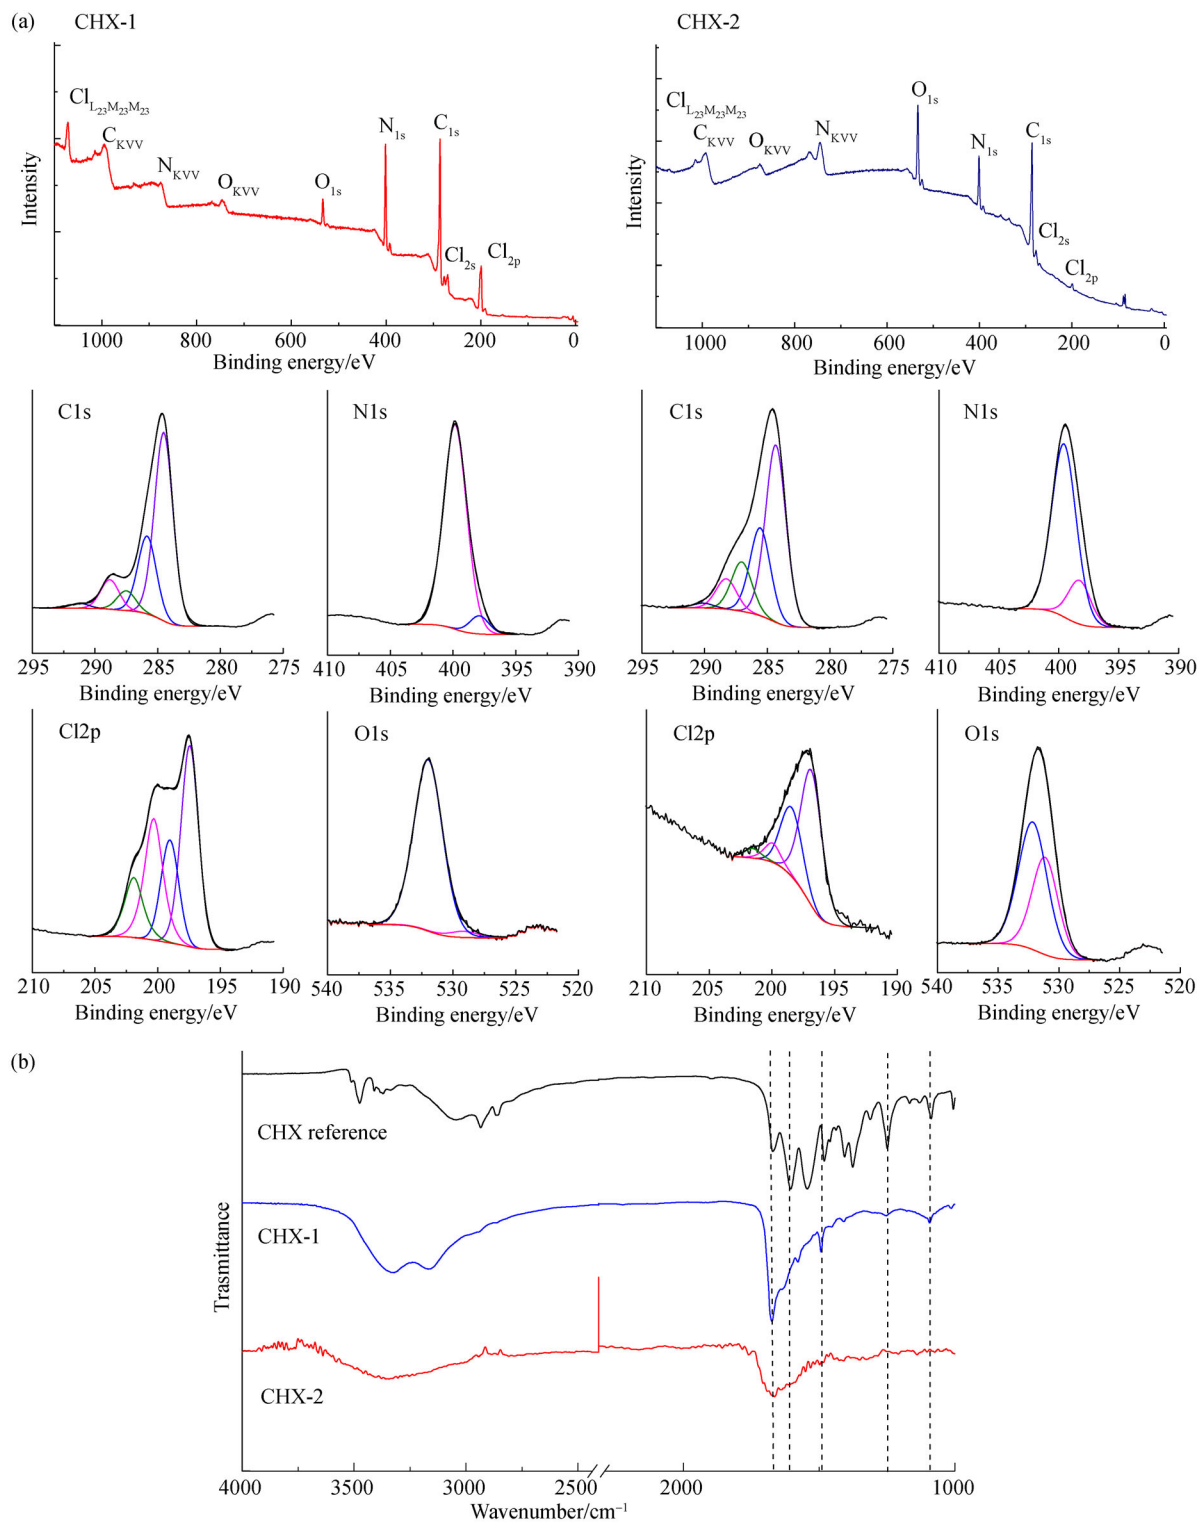 (a) CHX-1 CHX-2
Cl L23M23M23
C KVV
N KVV
O KVV
O 1s
N 1s
C 1s
Cl 2s
Cl 2p
Intensity
1000 800 600 400 200 0
Binding energy/eV
Cl L23M23M23
C KVV
O KVV
N KVV
O 1s
N 1s
C 1s
Cl 2s
Cl 2p
Intensity
1000 800 600 400 200 0
Binding energy/eV
C1s
295 290 285 280 275
Binding energy/eV
N1s
410 405 400 395 390
Binding energy/eV
C1s
295 290 285 280 275
Binding energy/eV
N1s
410 405 400 395 390
Binding energy/eV
Cl2p
210 205 200 195 190
Binding energy/eV
O1s
540 535 530 525 520
Binding energy/eV
Cl2p
210 205 200 195 190
Binding energy/eV
O1s
540 535 530 525 520
Binding energy/eV
(b)
CHX reference
CHX-1
CHX-2
Trasmittance
4000 3500 3000 2500 2000 1000
Wavenumber/cm–1